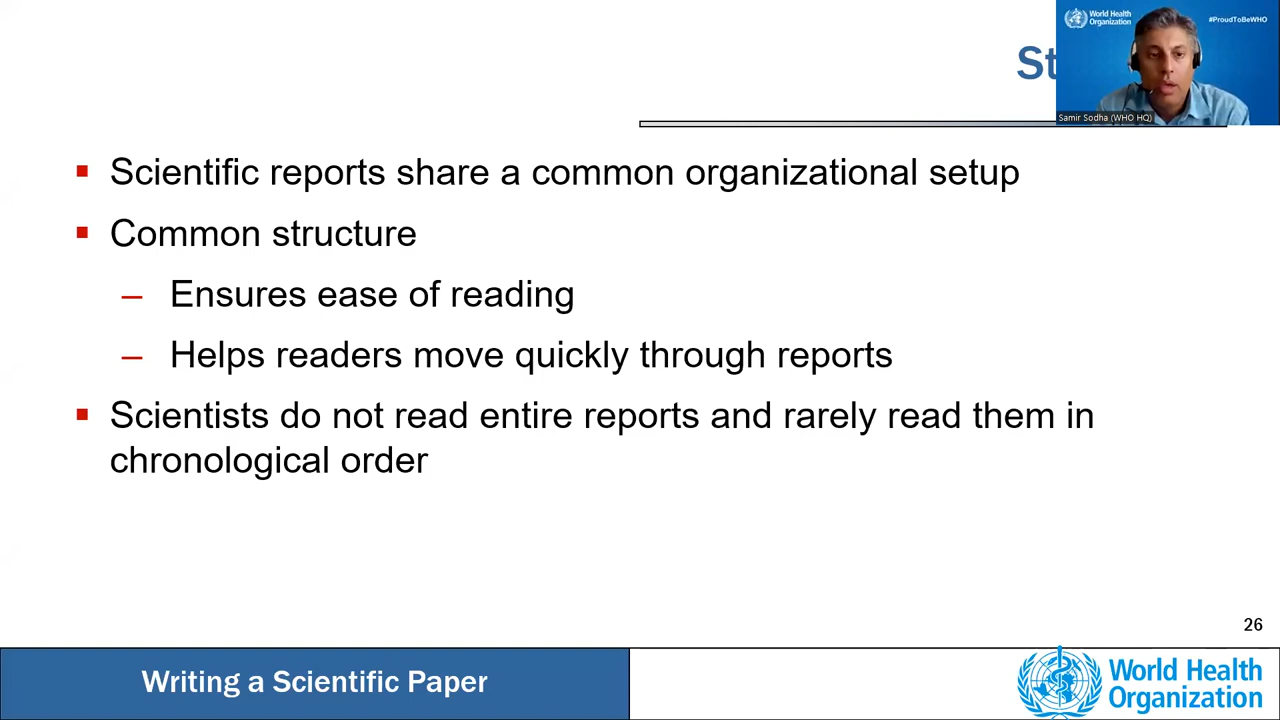 World Health
Organization
#ProudToBeWHO
Samir Sodha (WHO HQ)
▪ Scientific reports share a common organizational setup
▪ Common structure
– Ensures ease of reading
– Helps readers move quickly through reports
▪ Scientists do not read entire reports and rarely read them in
chronological order
26
Writing a Scientific Paper
World Health
Organization